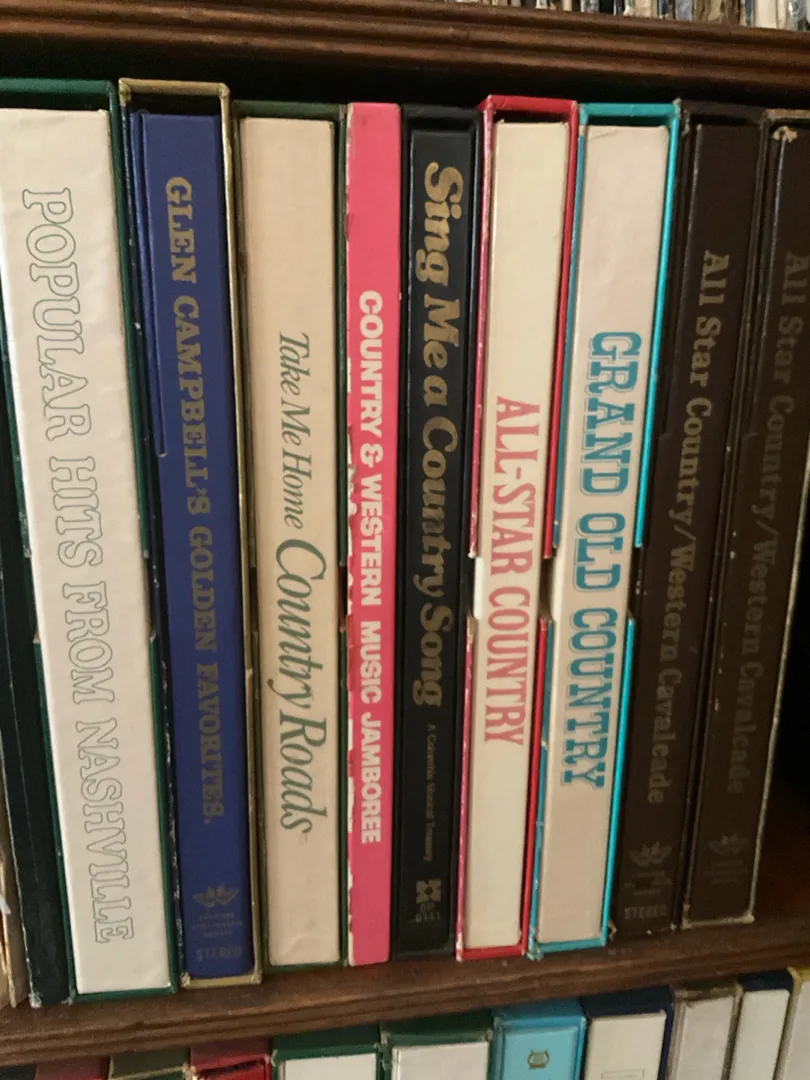 POPULAR HITS FROM NASHVILLE
GLEN CAMPBELL'S GOLDEN FAVORITES.
STEREO
Take Me Home Country Roads
COUNTRY & WESTERN MUSIC JAMBOREE
Sing Me a Country Song
A Columbia Musical Treasury
ALL-STAR COUNTRY
GRAND OLD COUNTRY
All Star Country/Western Cavalcade
STEREO
All Star Country/Western Cavalcade